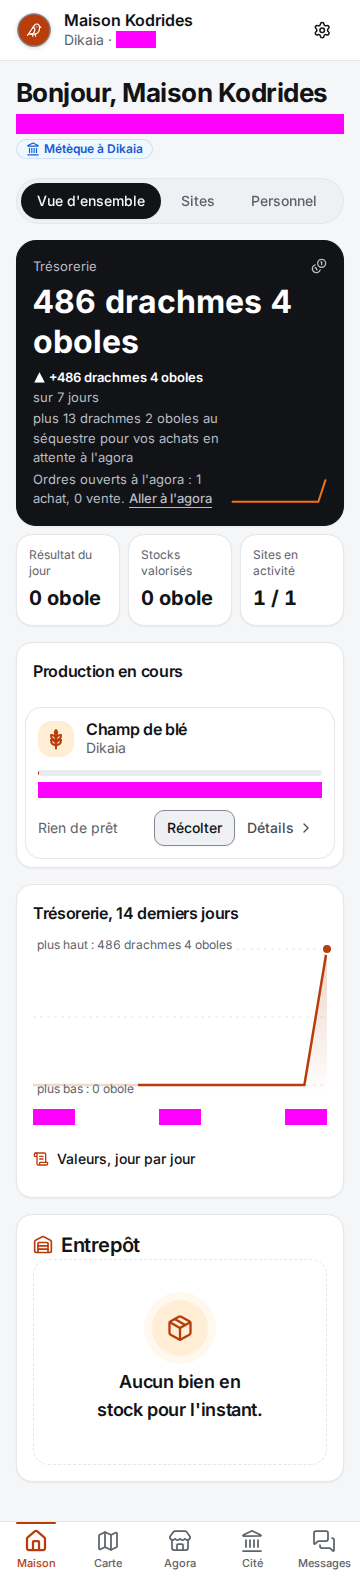 Maison Kodrides
Dikaia ·
Bonjour, Maison Kodrides
Métèque à Dikaia
Vue d'ensemble Sites Personnel
Trésorerie
486 drachmes 4
oboles
▲ +486 drachmes 4 oboles
sur 7 jours
plus 13 drachmes 2 oboles au
séquestre pour vos achats en
attente à l'agora
Ordres ouverts à l'agora : 1
achat, 0 vente. Aller à l'agora
Résultat du
jour
0 obole
Stocks
valorisés
0 obole
Sites en
activité
1 / 1
Production en cours
Champ de blé
Dikaia
Rien de prêt Récolter Détails
Trésorerie, 14 derniers jours
plus haut : 486 drachmes 4 oboles
plus bas : 0 obole
Valeurs, jour par jour
Entrepôt
Aucun bien en
stock pour l'instant.
Maison Carte Agora Cité Messages